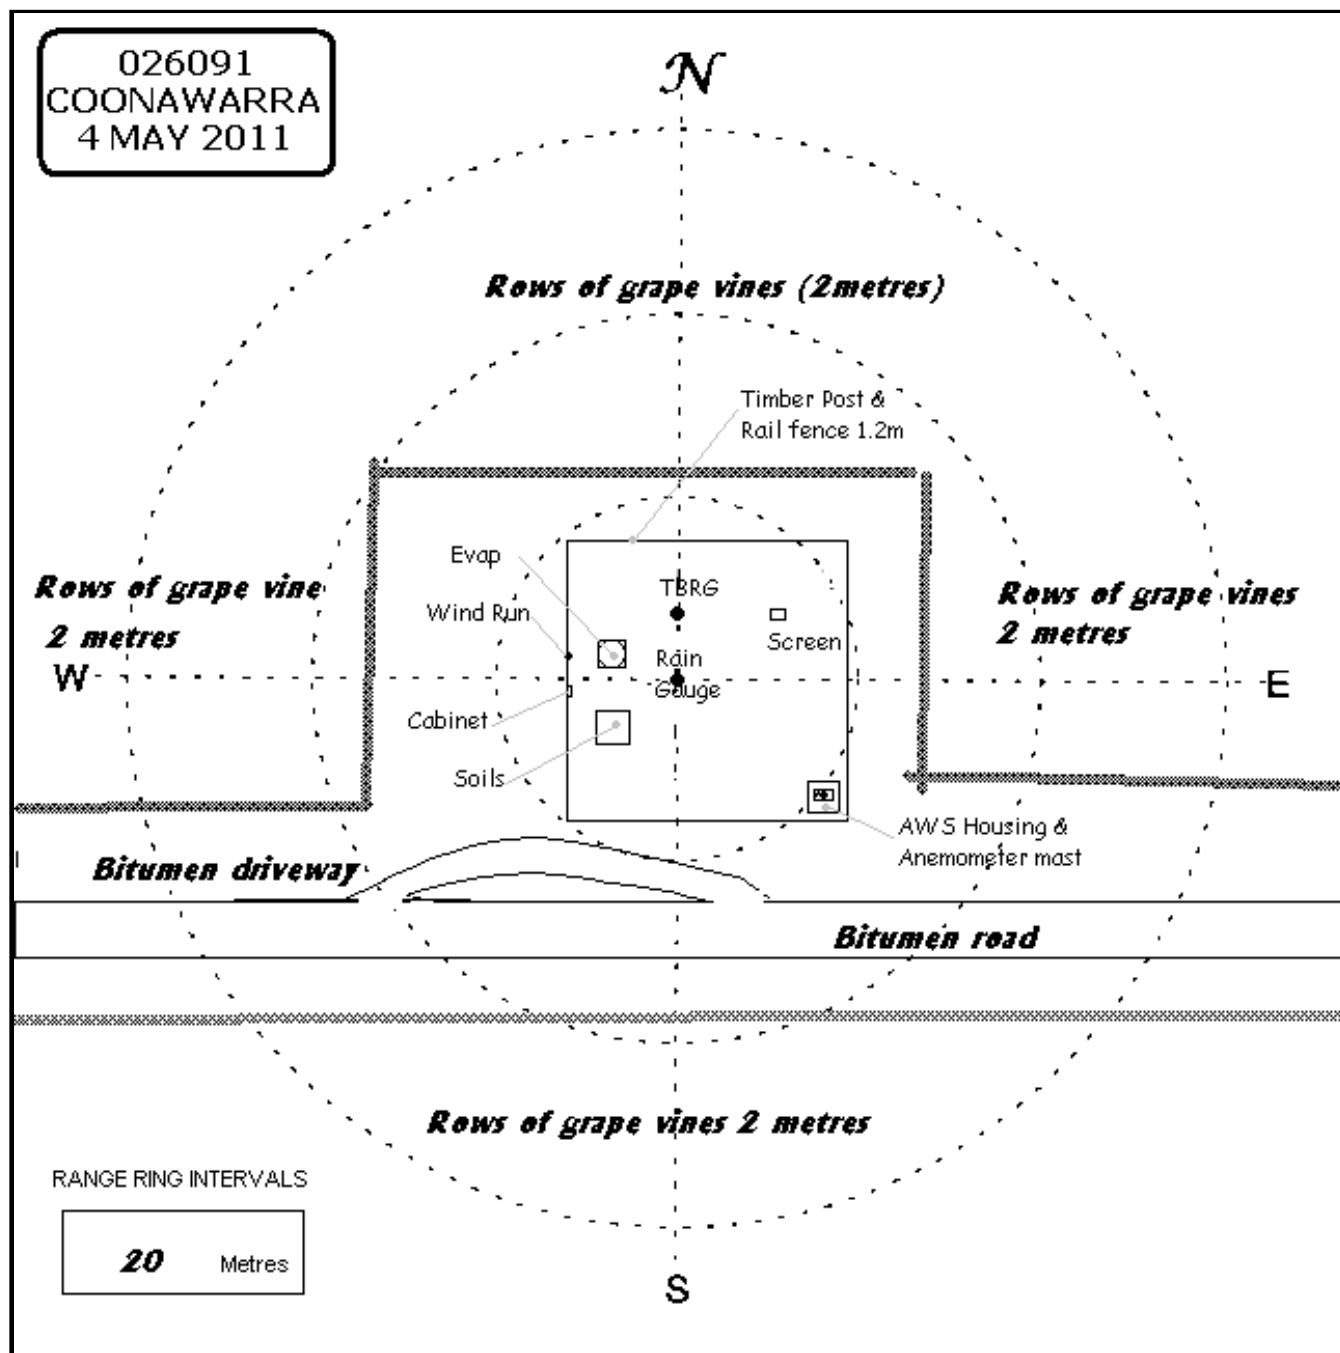 026091
COONAWARRA
4 MAY 2011
N
Rows of grape vines (2metres)
Timber Post &
Rail fence 1.2m
Evap
TBRG
Rows of grape vine
2 metres
Wind Run
Screen
Rows of grape vines
2 metres
W
Rain
Gauge
E
Cabinet
Soils
AWS Housing &
Anemometer mast
Bitumen driveway
Bitumen road
Rows of grape vines 2 metres
RANGE RING INTERVALS
20 Metres
S